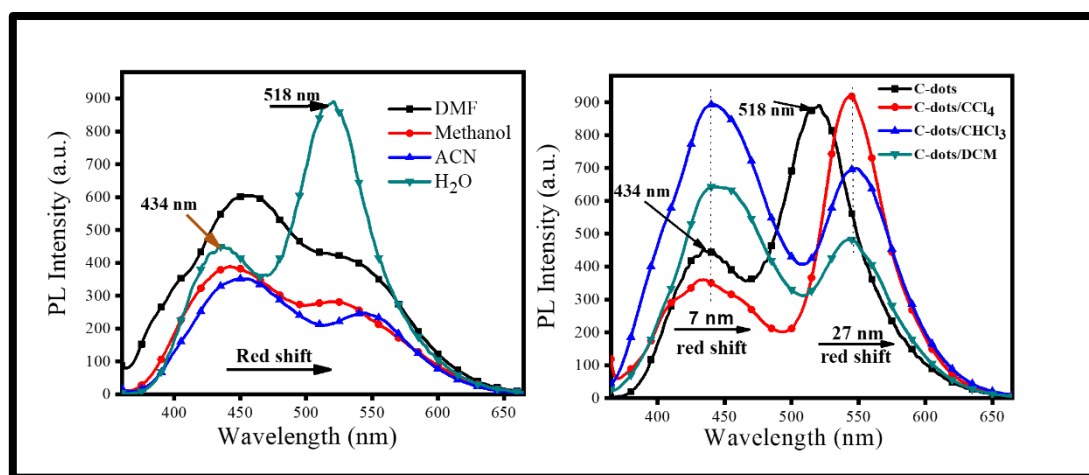 PL Intensity (a.u.)
900
800
700
600
500
400
300
200
100
0
518 nm
434 nm
DMF
Methanol
ACN
H₂O
Red shift
400
450
500
550
600
650
Wavelength (nm)
PL Intensity (a.u.)
900
800
700
600
500
400
300
200
100
0
518 nm
434 nm
C-dots
C-dots/CCl₄
C-dots/CHCl₃
C-dots/DCM
7 nm
red shift
27 nm
red shift
400
450
500
550
600
650
Wavelength (nm)